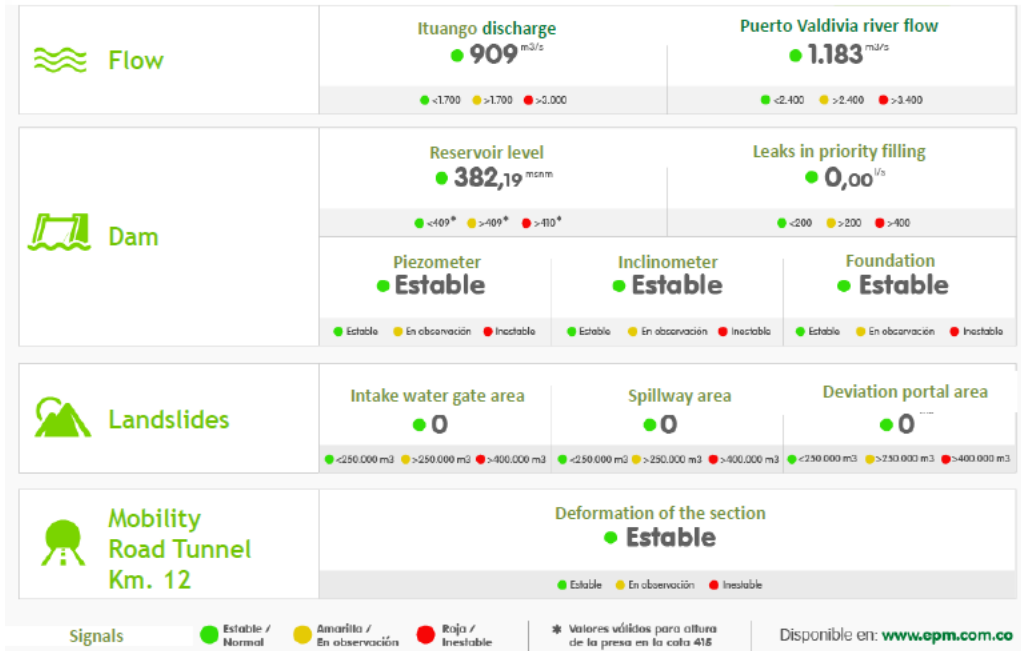 Flow
Ituango discharge
909 m3/s
<1.700 >1.700 >3.000
Puerto Valdivia river flow
1.183 m3/s
<2.400 >2.400 >3.400
Dam
Reservoir level
382,19 msnm
<409* >409* >410*
Leaks in priority filling
0,00 l/s
<200 >200 >400
Piezometer
Estable
Estable En observación Inestable
Inclinometer
Estable
Estable En observación Inestable
Foundation
Estable
Estable En observación Inestable
Landslides
Intake water gate area
0
<250.000 m3 >250.000 m3 >400.000 m3
Spillway area
0
<250.000 m3 >250.000 m3 >400.000 m3
Deviation portal area
0
<250.000 m3 >250.000 m3 >400.000 m3
Mobility
Road Tunnel
Km. 12
Deformation of the section
Estable
Estable En observación Inestable
Signals
Estable /
Normal
Amarilla /
En observación
Roja /
Inestable
* Valores válidos para altura
de la presa en la cota 418
Disponible en: www.epm.com.co